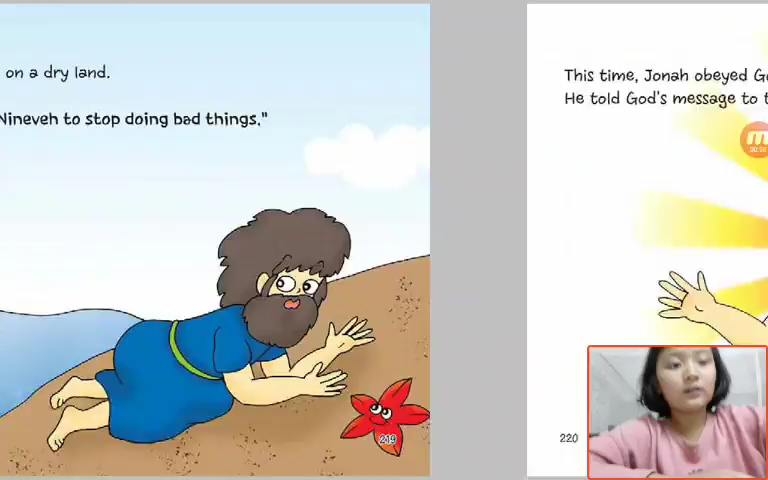 on a dry land.
Nineveh to stop doing bad things."
219
This time, Jonah obeyed
He told God's message to
220